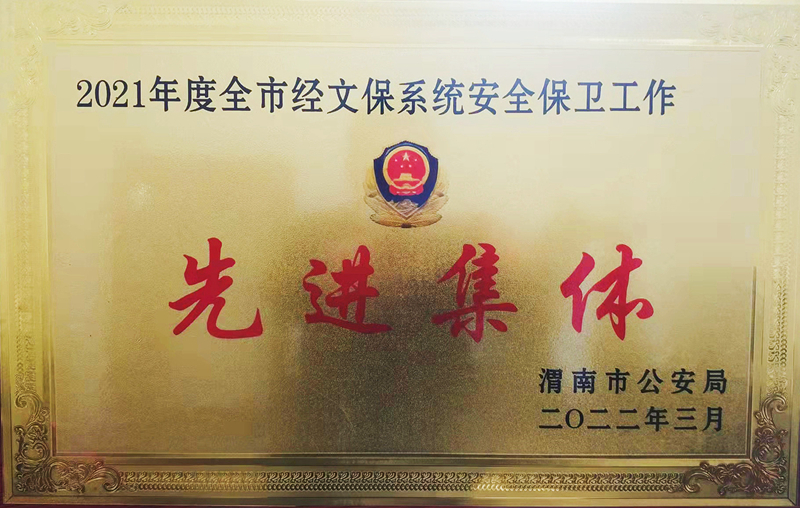 2021年度全市经文保系统安全保卫工作
先进集体
渭南市公安局
二〇二二年三月